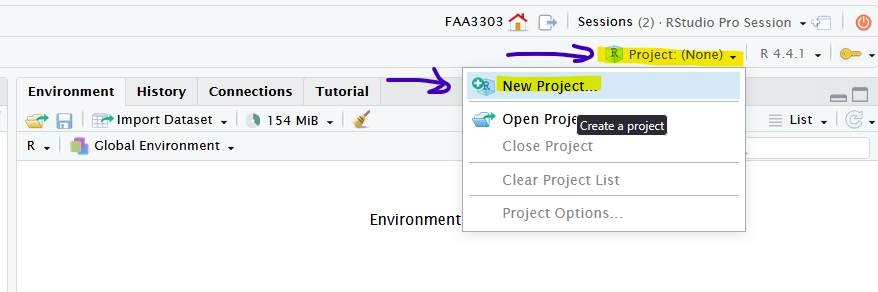 FAA3303 Sessions (2) RStudio Pro Session
Project: (None) R 4.4.1
Environment History Connections Tutorial
New Project...
Import Dataset 154 MiB List
Open Proje
Create a project
R Global Environment
Close Project
Clear Project List
Environment
Project Options...